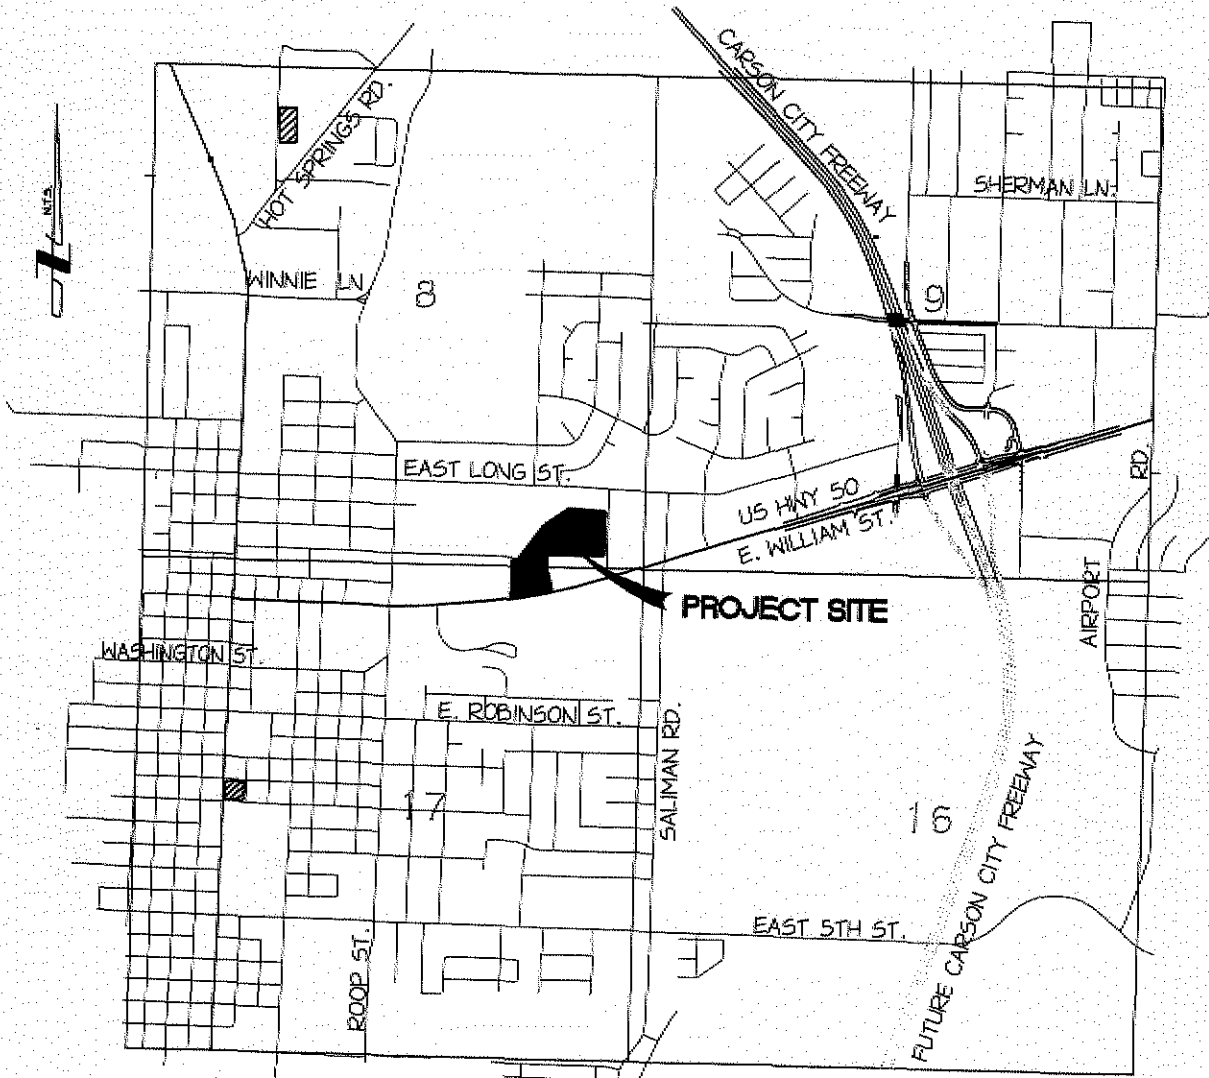 CARSON CITY FREEWAY
HOT SPRINGS RD.
N.T.S.
SHERMAN LN.
WINNIE LN
8
9
EAST LONG ST.
US HWY 50
E. WILLIAM ST.
RD
AIRPORT
PROJECT SITE
WASHINGTON ST.
E. ROBINSON ST.
SALIMAN RD.
17
16
FUTURE CARSON CITY FREEWAY
EAST 5TH ST.
ROOP ST.